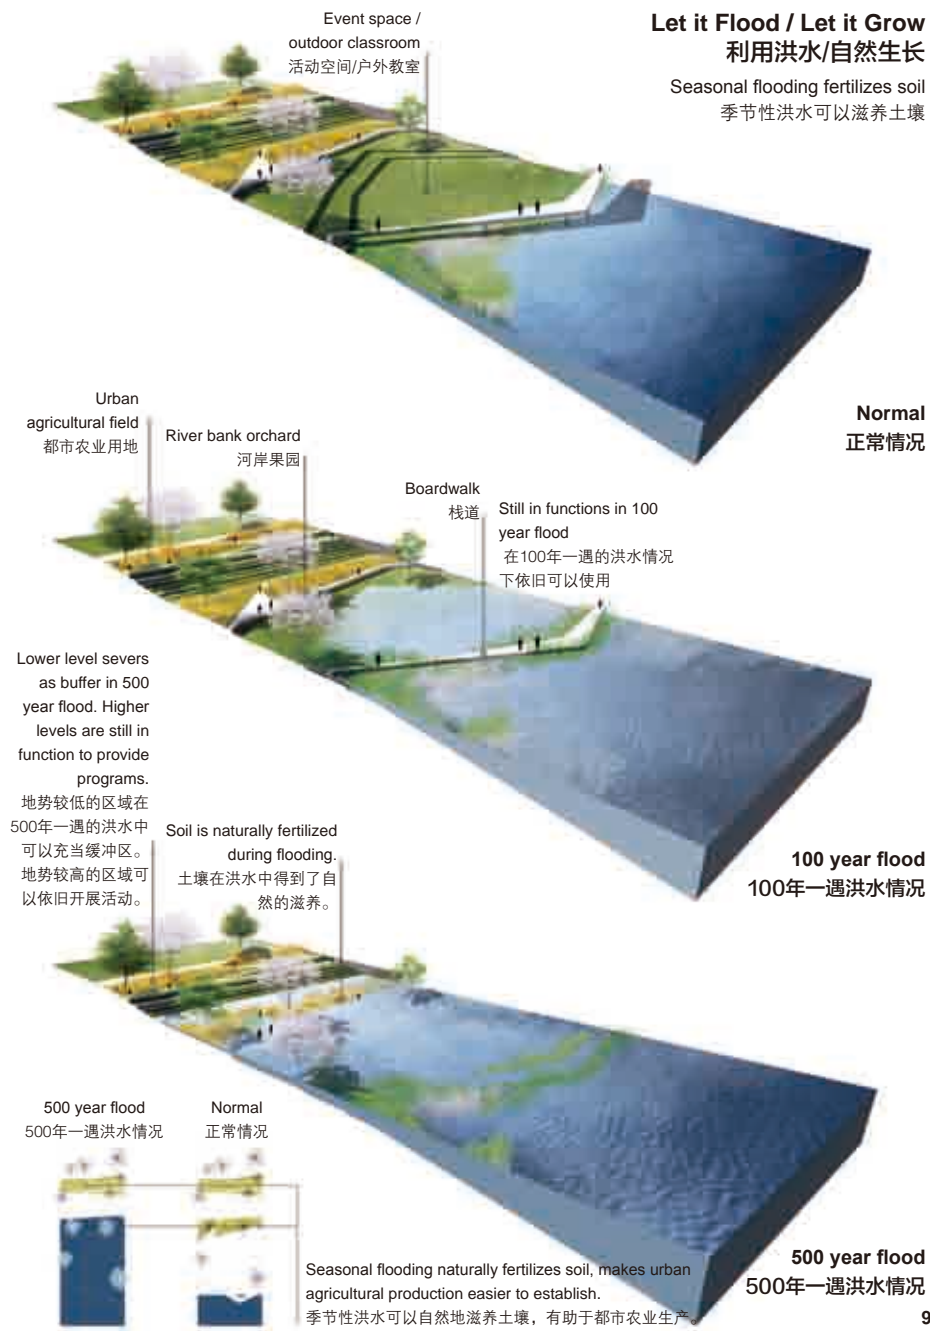 Let it Flood / Let it Grow
利用洪水/自然生长
Seasonal flooding fertilizes soil
季节性洪水可以滋养土壤
Event space /
outdoor classroom
活动空间/户外教室
Normal
正常情况
Urban
agricultural field
都市农业用地
River bank orchard
河岸果园
Boardwalk
栈道
Still in functions in 100
year flood
在100年一遇的洪水情况
下依旧可以使用
100 year flood
100年一遇洪水情况
Lower level severs
as buffer in 500
year flood. Higher
levels are still in
function to provide
programs.
地势较低的区域在
500年一遇的洪水中
可以充当缓冲区。
地势较高的区域可
以依旧开展活动。
Soil is naturally fertilized
during flooding.
土壤在洪水中得到了自
然的滋养。
500 year flood
500年一遇洪水情况
500 year flood
500年一遇洪水情况
Normal
正常情况
Seasonal flooding naturally fertilizes soil, makes urban
agricultural production easier to establish.
季节性洪水可以自然地滋养土壤，有助于都市农业生产。
9